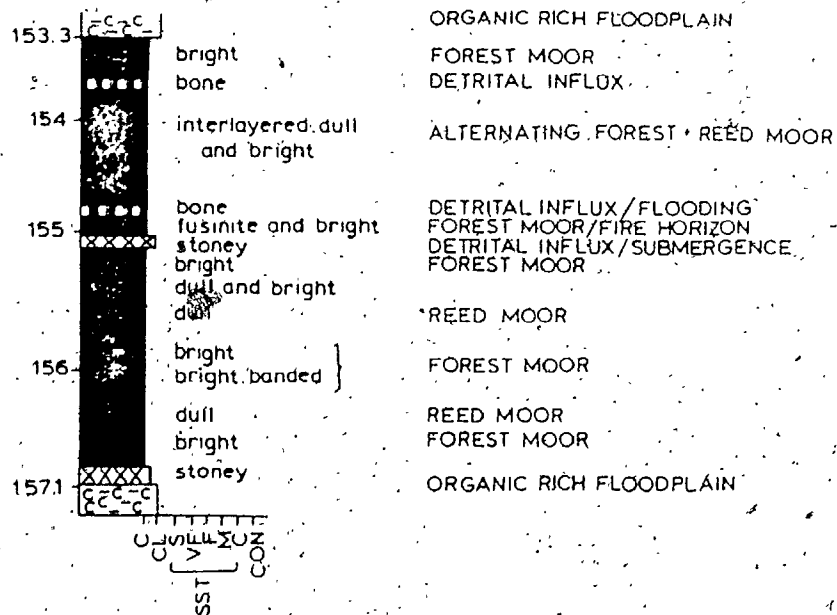 C-C
C-C-
ORGANIC RICH FLOODPLAIN
153.3
bright FOREST MOOR
bone DETRITAL INFLUX
154
interlayered dull ALTERNATING FOREST + REED MOOR
and bright
bone DETRITAL INFLUX/FLOODING
155
fusinite and bright FOREST MOOR/FIRE HORIZON
stoney DETRITAL INFLUX/SUBMERGENCE
bright FOREST MOOR
dull and bright
dull REED MOOR
bright
156
bright banded FOREST MOOR
dull REED MOOR
bright FOREST MOOR
stoney
157.1
ORGANIC RICH FLOODPLAIN
C-C-C
CC-C
C
CL
S
VF
F
M
C
CON
SST